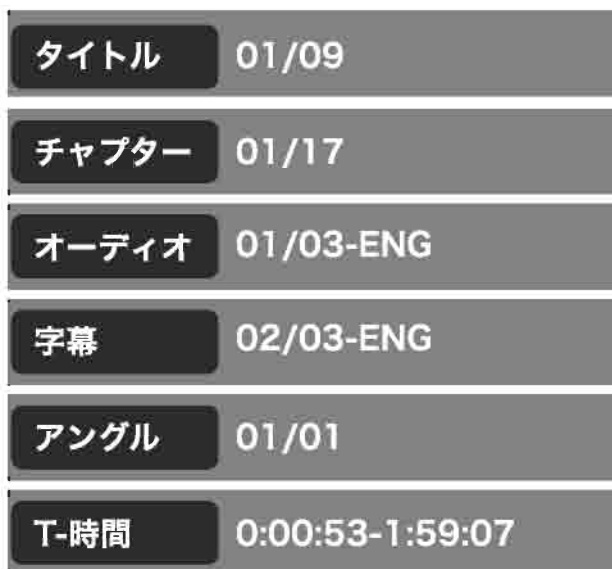 タイトル 01/09
チャプター 01/17
オーディオ 01/03-ENG
字幕 02/03-ENG
アングル 01/01
T-時間 0:00:53-1:59:07